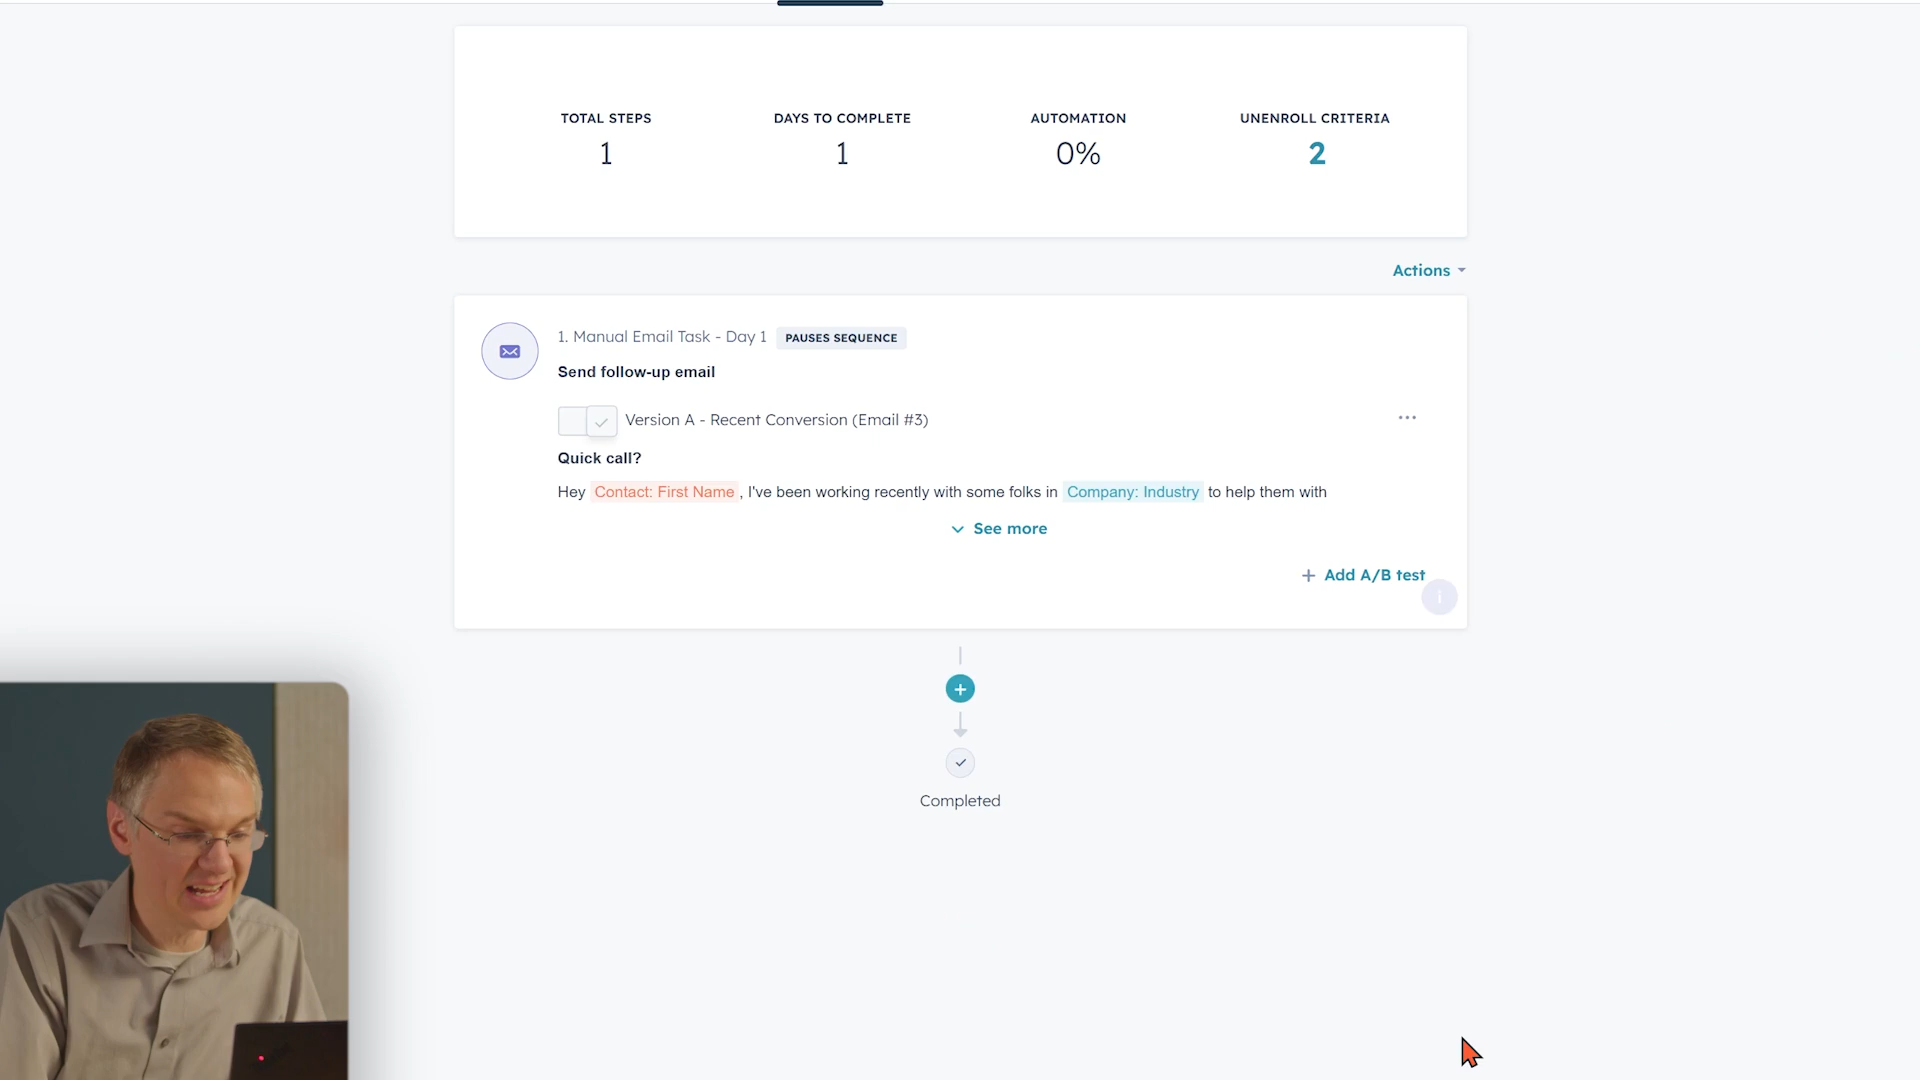 TOTAL STEPS
1
DAYS TO COMPLETE
1
AUTOMATION
0%
UNENROLL CRITERIA
2
Actions
1. Manual Email Task - Day 1 PAUSES SEQUENCE
Send follow-up email
Version A - Recent Conversion (Email #3)
Quick call?
Hey Contact: First Name , I've been working recently with some folks in Company: Industry to help them with
See more
+ Add A/B test
Completed